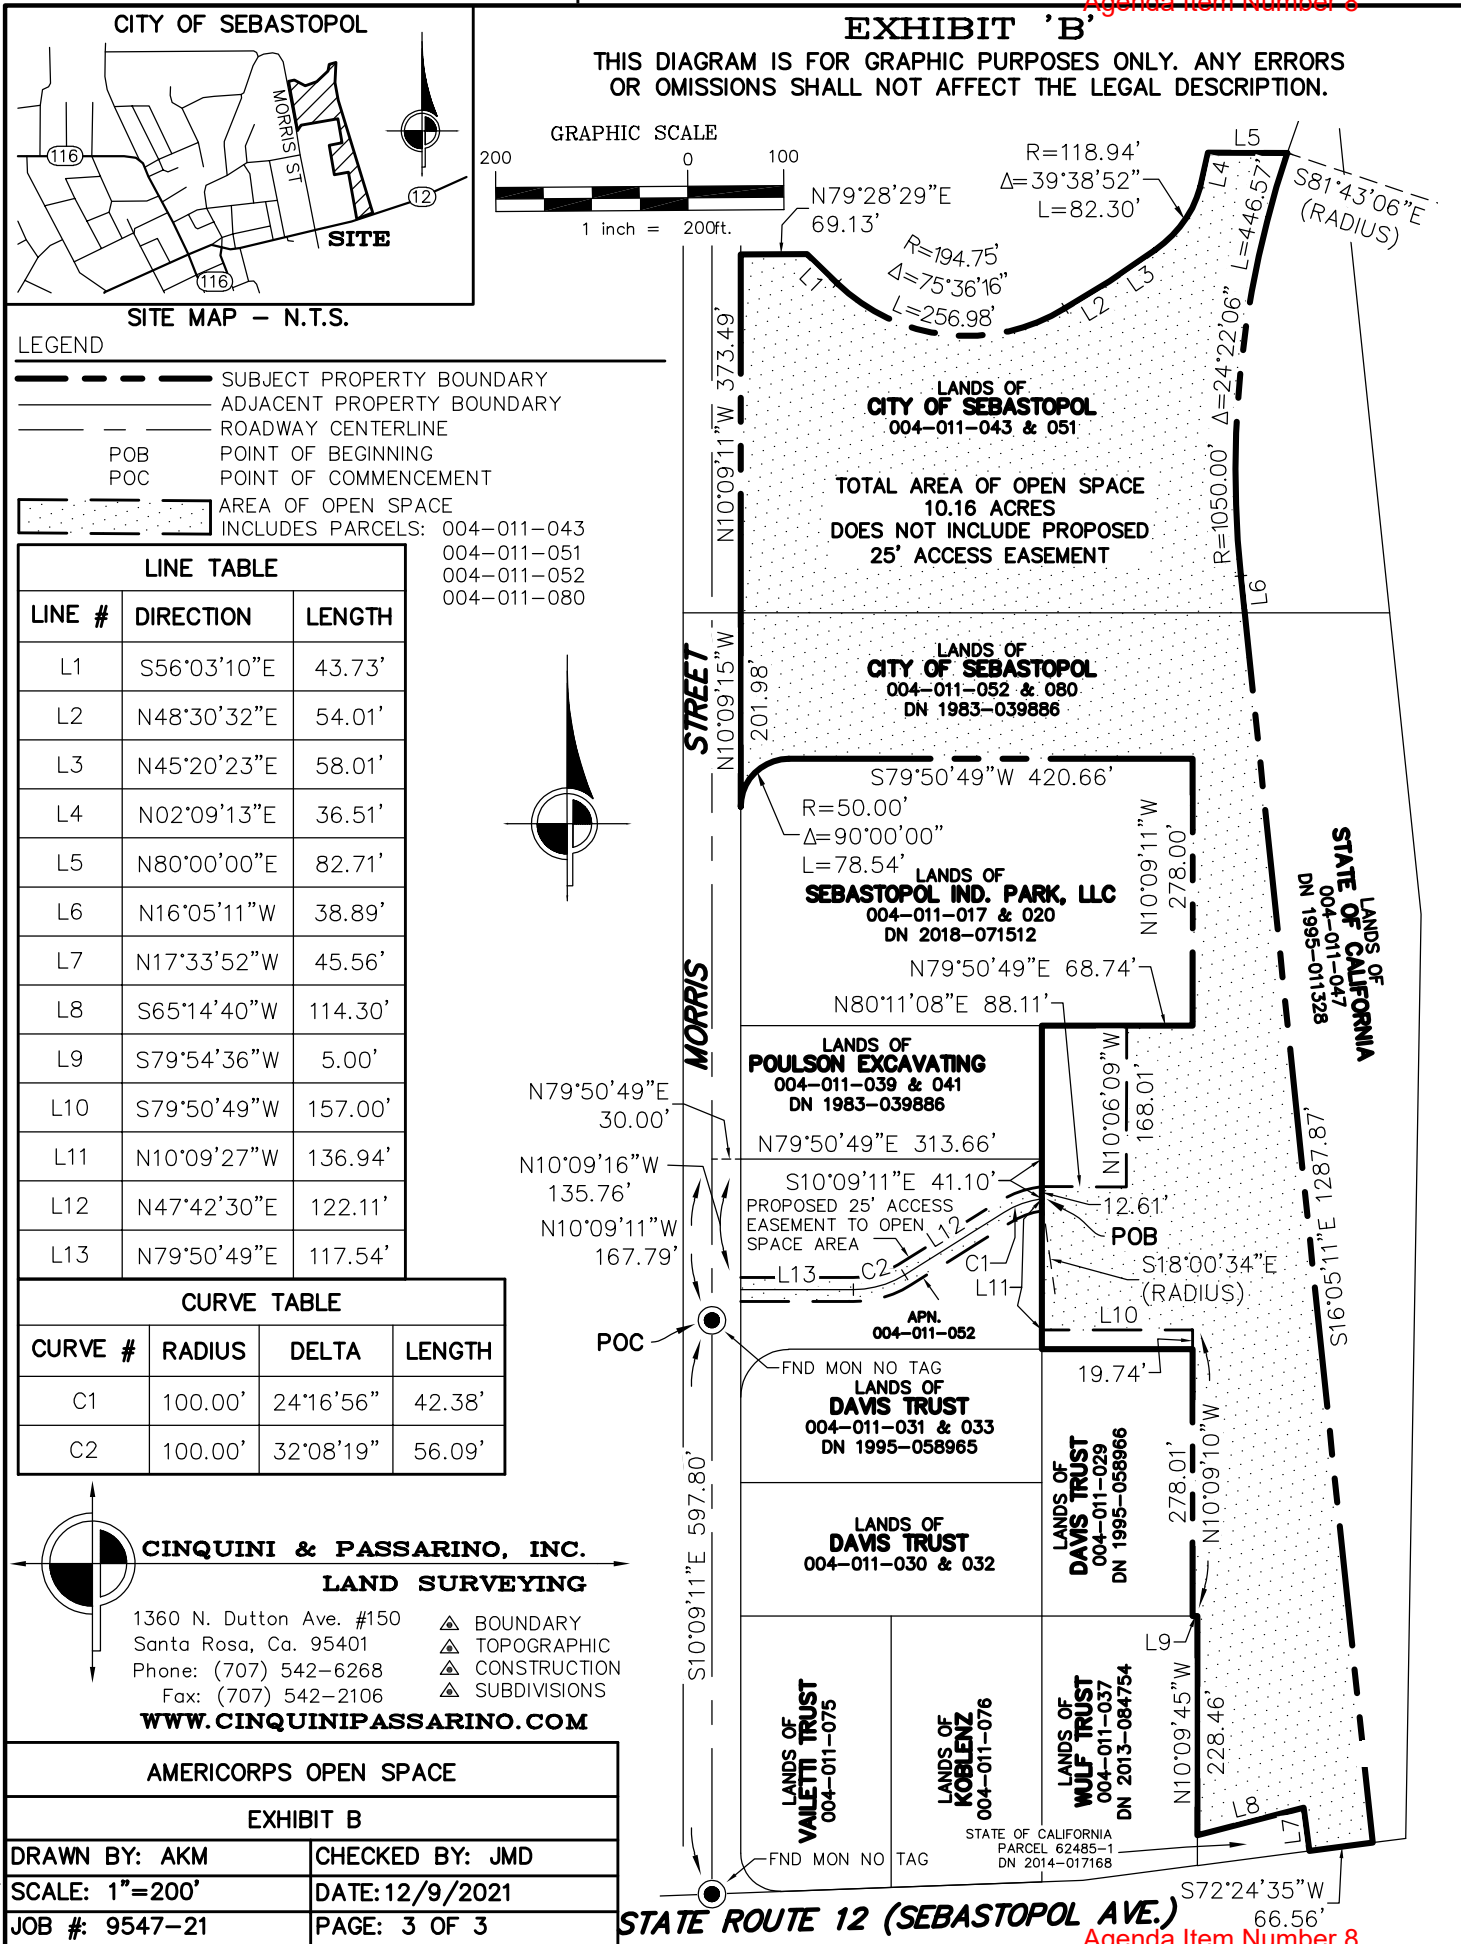 Agenda Item Number 8
CITY OF SEBASTOPOL
MORRIS ST
116
12
116
SITE
SITE MAP - N.T.S.
EXHIBIT 'B'
THIS DIAGRAM IS FOR GRAPHIC PURPOSES ONLY. ANY ERRORS
OR OMISSIONS SHALL NOT AFFECT THE LEGAL DESCRIPTION.
GRAPHIC SCALE
200 0 100
1 inch = 200ft.
LEGEND
SUBJECT PROPERTY BOUNDARY
ADJACENT PROPERTY BOUNDARY
ROADWAY CENTERLINE
POB POINT OF BEGINNING
POC POINT OF COMMENCEMENT
AREA OF OPEN SPACE
INCLUDES PARCELS: 004-011-043
004-011-051
004-011-052
004-011-080
LINE TABLE
LINE # DIRECTION LENGTH
L1 S56°03'10"E 43.73'
L2 N48°30'32"E 54.01'
L3 N45°20'23"E 58.01'
L4 N02°09'13"E 36.51'
L5 N80°00'00"E 82.71'
L6 N16°05'11"W 38.89'
L7 N17°33'52"W 45.56'
L8 S65°14'40"W 114.30'
L9 S79°54'36"W 5.00'
L10 S79°50'49"W 157.00'
L11 N10°09'27"W 136.94'
L12 N47°42'30"E 122.11'
L13 N79°50'49"E 117.54'
CURVE TABLE
CURVE # RADIUS DELTA LENGTH
C1 100.00' 24°16'56" 42.38'
C2 100.00' 32°08'19" 56.09'
CINQUINI & PASSARINO, INC.
LAND SURVEYING
1360 N. Dutton Ave. #150
Santa Rosa, Ca. 95401
Phone: (707) 542-6268
Fax: (707) 542-2106
BOUNDARY
TOPOGRAPHIC
CONSTRUCTION
SUBDIVISIONS
WWW.CINQUINIPASSARINO.COM
AMERICORPS OPEN SPACE
EXHIBIT B
DRAWN BY: AKM CHECKED BY: JMD
SCALE: 1"=200' DATE: 12/9/2021
JOB #: 9547-21 PAGE: 3 OF 3
N79°28'29"E
69.13'
R=118.94'
Δ=39°38'52"
L=82.30'
L5
L4
S81°43'06"E
(RADIUS)
R=194.75'
Δ=75°36'16"
L=256.98'
L1
L2
L3
R=1050.00' Δ=24°22'06" L=446.57'
N10°09'11"W 373.49'
LANDS OF
CITY OF SEBASTOPOL
004-011-043 & 051
TOTAL AREA OF OPEN SPACE
10.16 ACRES
DOES NOT INCLUDE PROPOSED
25' ACCESS EASEMENT
L6
LANDS OF
CITY OF SEBASTOPOL
004-011-052 & 080
DN 1983-039886
N10°09'15"W
201.98'
MORRIS STREET
S79°50'49"W 420.66'
R=50.00'
Δ=90°00'00"
L=78.54'
LANDS OF
SEBASTOPOL IND. PARK, LLC
004-011-017 & 020
DN 2018-071512
N10°09'11"W
278.00'
LANDS OF
STATE OF CALIFORNIA
004-011-047
DN 1995-011328
N79°50'49"E 68.74'
N80°11'08"E 88.11'
LANDS OF
POULSON EXCAVATING
004-011-039 & 041
DN 1983-039886
N10°06'09"W
168.01'
N79°50'49"E
30.00'
N79°50'49"E 313.66'
N10°09'16"W
135.76'
S10°09'11"E 41.10'
N10°09'11"W
167.79'
PROPOSED 25' ACCESS
EASEMENT TO OPEN
SPACE AREA
L12
12.61'
POB
C1
C2
L13
L11
S18°00'34"E
(RADIUS)
APN.
004-011-052
L10
S16°05'11"E 1287.87'
POC
FND MON NO TAG
19.74'
LANDS OF
DAVIS TRUST
004-011-031 & 033
DN 1995-058965
LANDS OF
DAVIS TRUST
004-011-029
DN 1995-058966
278.01'
N10°09'10"W
S10°09'11"E 597.80'
LANDS OF
DAVIS TRUST
004-011-030 & 032
L9
LANDS OF
VAILETTI TRUST
004-011-075
LANDS OF
KOBLENZ
004-011-076
LANDS OF
WULF TRUST
004-011-037
DN 2013-084754
N10°09'45"W
228.46'
L8
L7
STATE OF CALIFORNIA
PARCEL 62485-1
DN 2014-017168
FND MON NO TAG
S72°24'35"W
66.56'
STATE ROUTE 12 (SEBASTOPOL AVE.)
Agenda Item Number 8